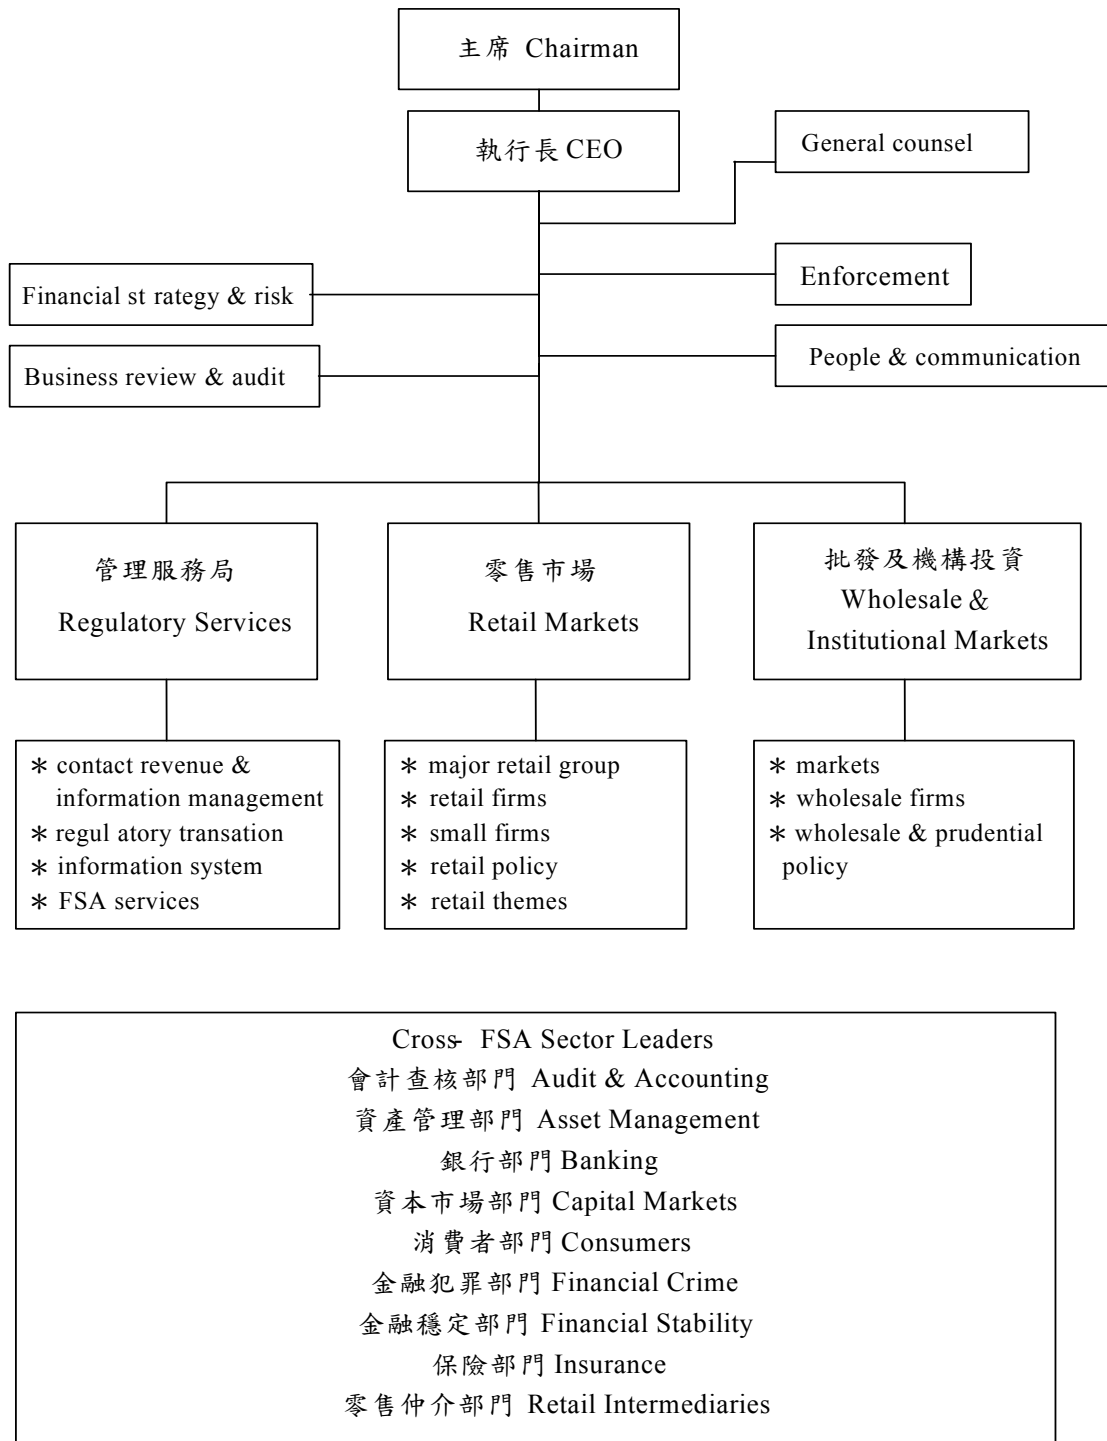 主席 Chairman
執行長 CEO
General counsel
Financial st rategy & risk
Enforcement
Business review & audit
People & communication
管理服務局
Regulatory Services
零售市場
Retail Markets
批發及機構投資
Wholesale &
Institutional Markets
＊ contact revenue &
information management
＊ regul atory transation
＊ information system
＊ FSA services
＊ major retail group
＊ retail firms
＊ small firms
＊ retail policy
＊ retail themes
＊ markets
＊ wholesale firms
＊ wholesale & prudential
policy
Cross- FSA Sector Leaders
會計查核部門 Audit & Accounting
資產管理部門 Asset Management
銀行部門 Banking
資本市場部門 Capital Markets
消費者部門 Consumers
金融犯罪部門 Financial Crime
金融穩定部門 Financial Stability
保險部門 Insurance
零售仲介部門 Retail Intermediaries